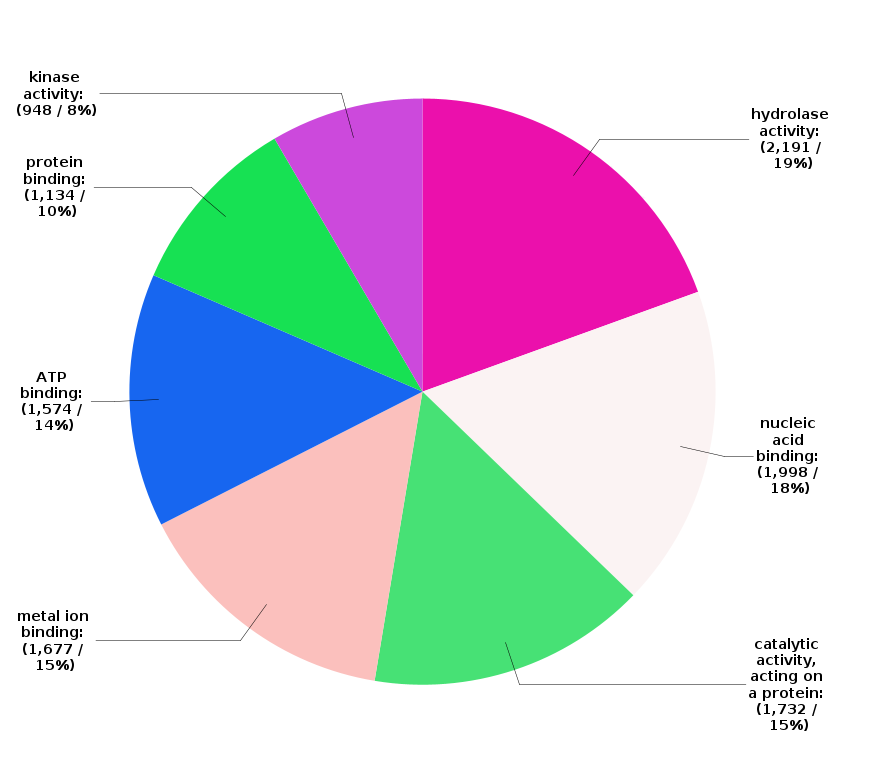 kinase
activity:
(948 / 8%)
hydrolase
activity:
(2,191 /
19%)
protein
binding:
(1,134 /
10%)
ATP
binding:
(1,574 /
14%)
nucleic
acid
binding:
(1,998 /
18%)
metal ion
binding:
(1,677 /
15%)
catalytic
activity,
acting on
a protein:
(1,732 /
15%)